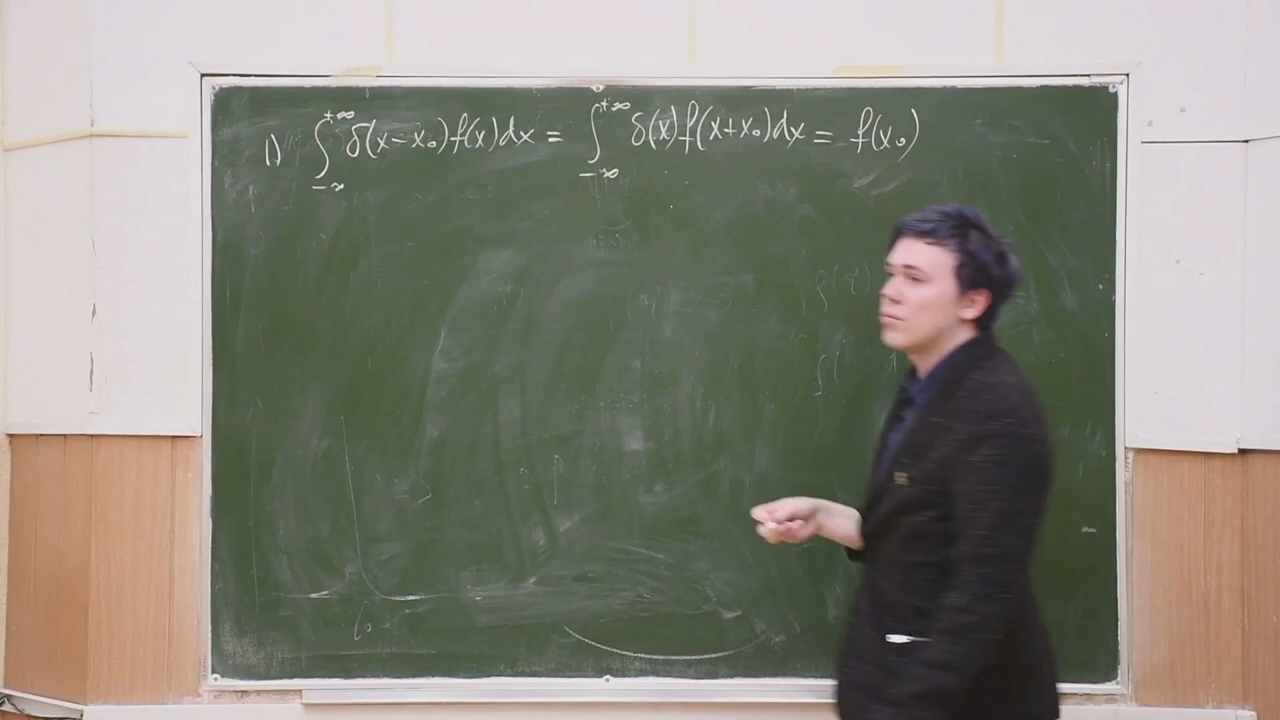 1) ∫_{-∞}^{+∞} δ(x-x₀)f(x)dx = ∫_{-∞}^{+∞} δ(x)f(x+x₀)dx = f(x₀)